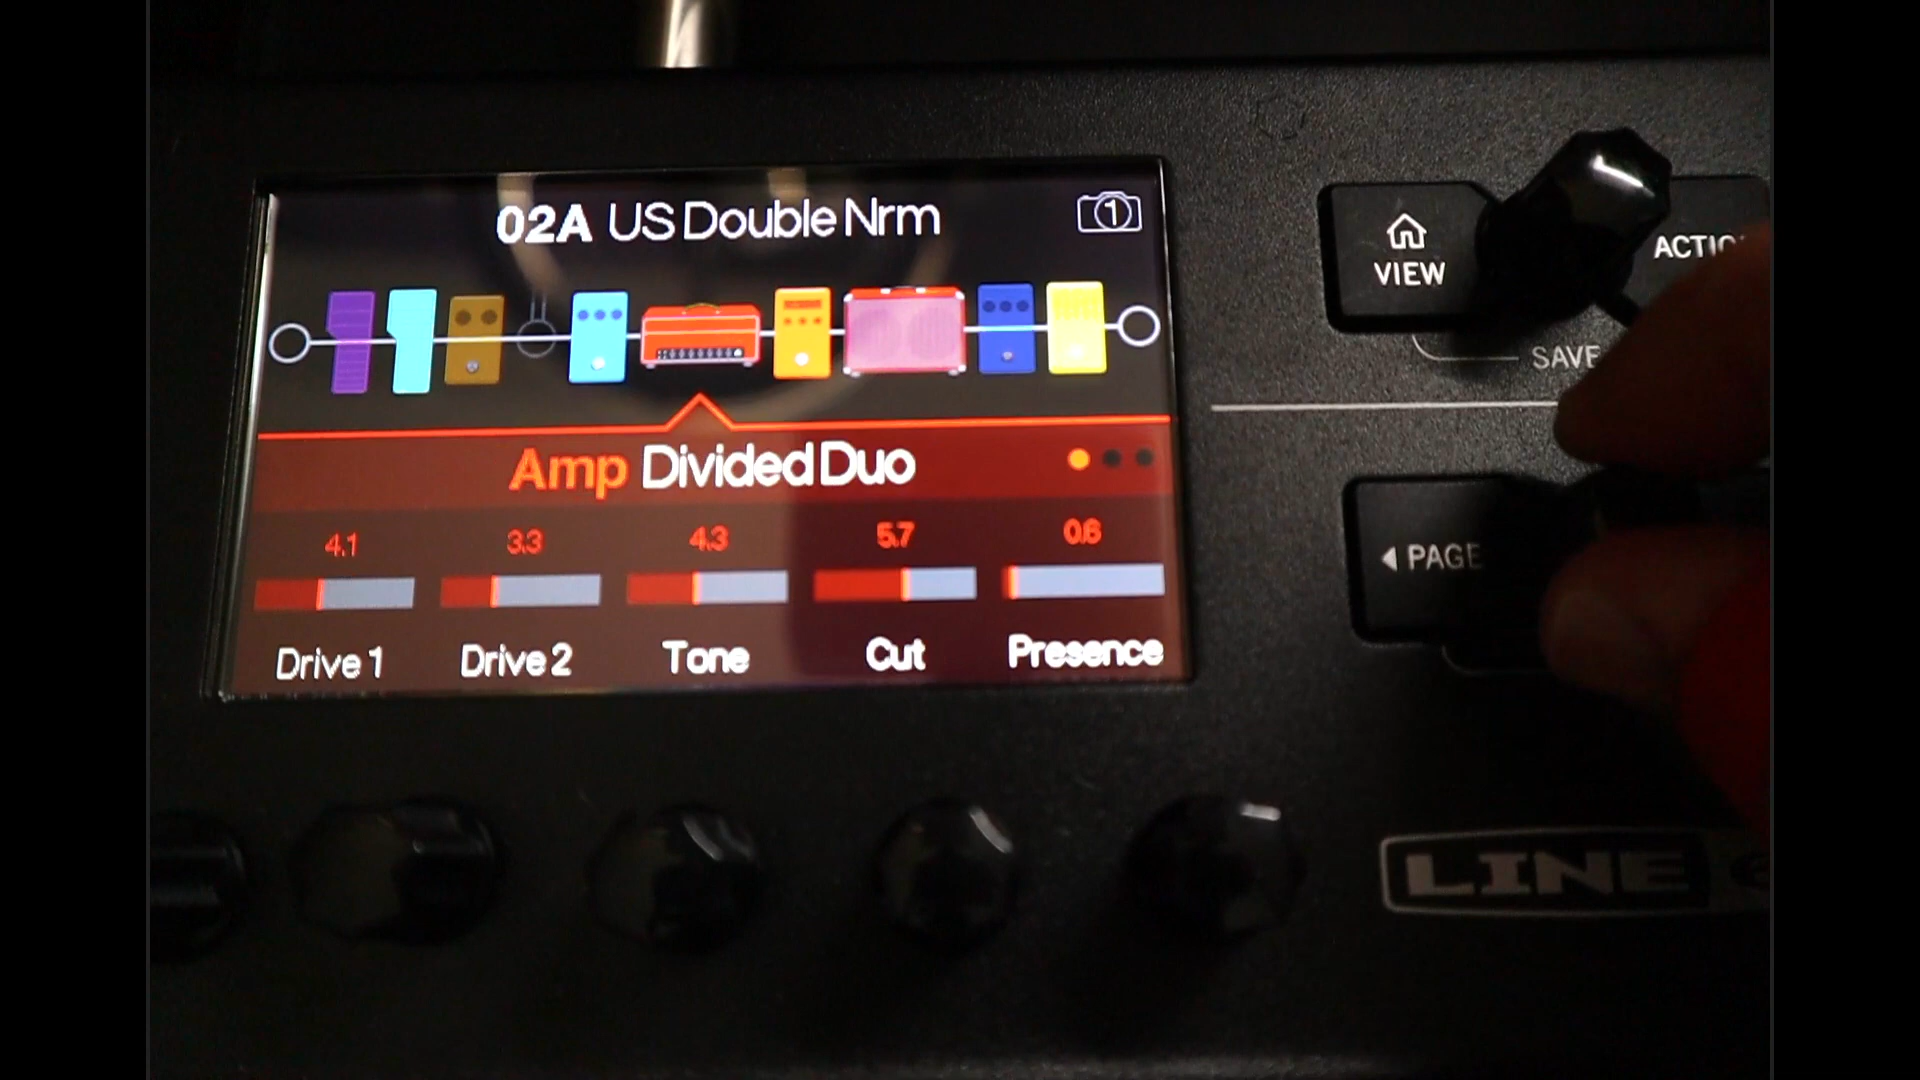 02A US Double Nrm
1
Amp Divided Duo
4.1
3.3
4.3
5.7
0.6
Drive 1
Drive 2
Tone
Cut
Presence
VIEW
SAVE
PAGE
LINE